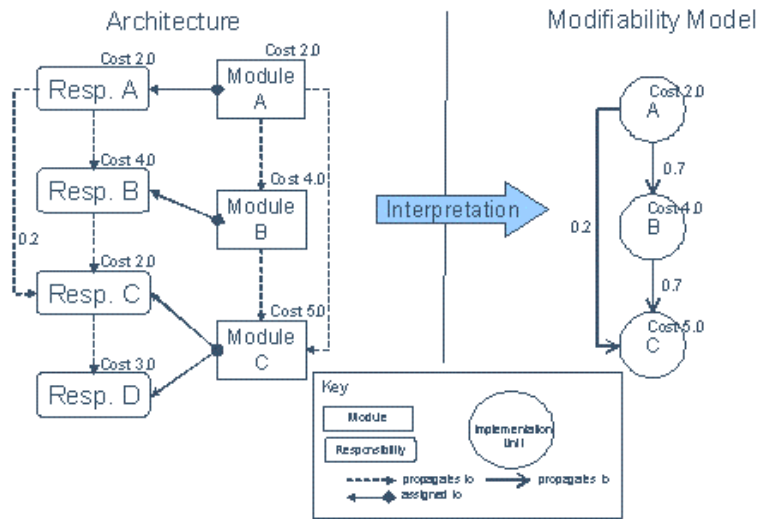 Architecture
Modifiability Model
Cost 2.0
Resp. A
Cost 2.0
Module
A
Cost 4.0
Resp. B
Cost 4.0
Module
B
0.2
Cost 2.0
Resp. C
Cost 5.0
Module
C
Cost 3.0
Resp. D
Interpretation
Cost 2.0
A
0.7
Cost 4.0
B
0.2
0.7
Cost 5.0
C
Key
Module
Responsibility
Implementation
Unit
propagates to
propagates to
assigned to